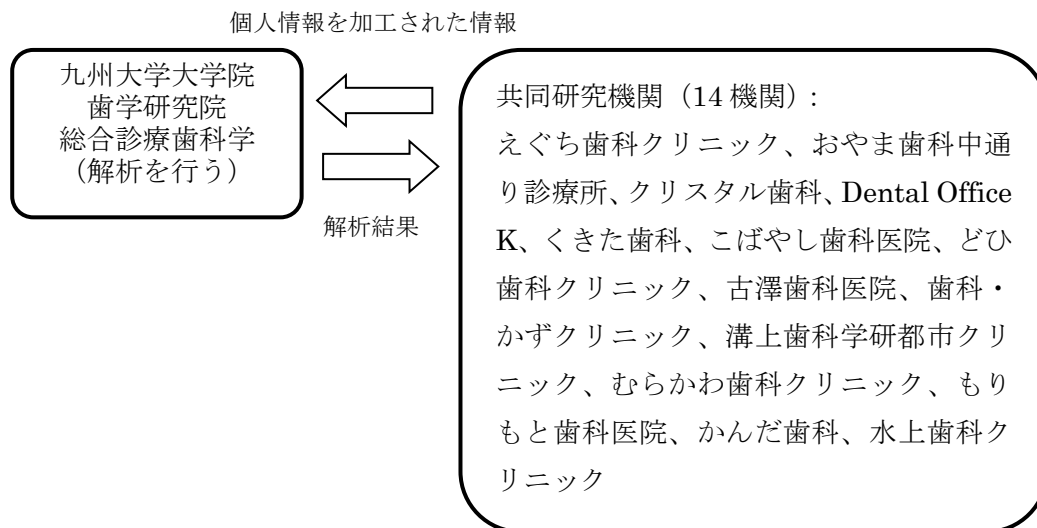 個人情報を加工された情報
九州大学大学院
歯学研究院
総合診療歯科学
(解析を行う)
解析結果
共同研究機関(14 機関):
えぐち歯科クリニック、おやま歯科中通
り診療所、クリスタル歯科、Dental Office
K、くきた歯科、こばやし歯科医院、どひ
歯科クリニック、古澤歯科医院、歯科・
かずクリニック、溝上歯科学研都市クリ
ニック、むらかわ歯科クリニック、もり
もと歯科医院、かんだ歯科、水上歯科ク
リニック